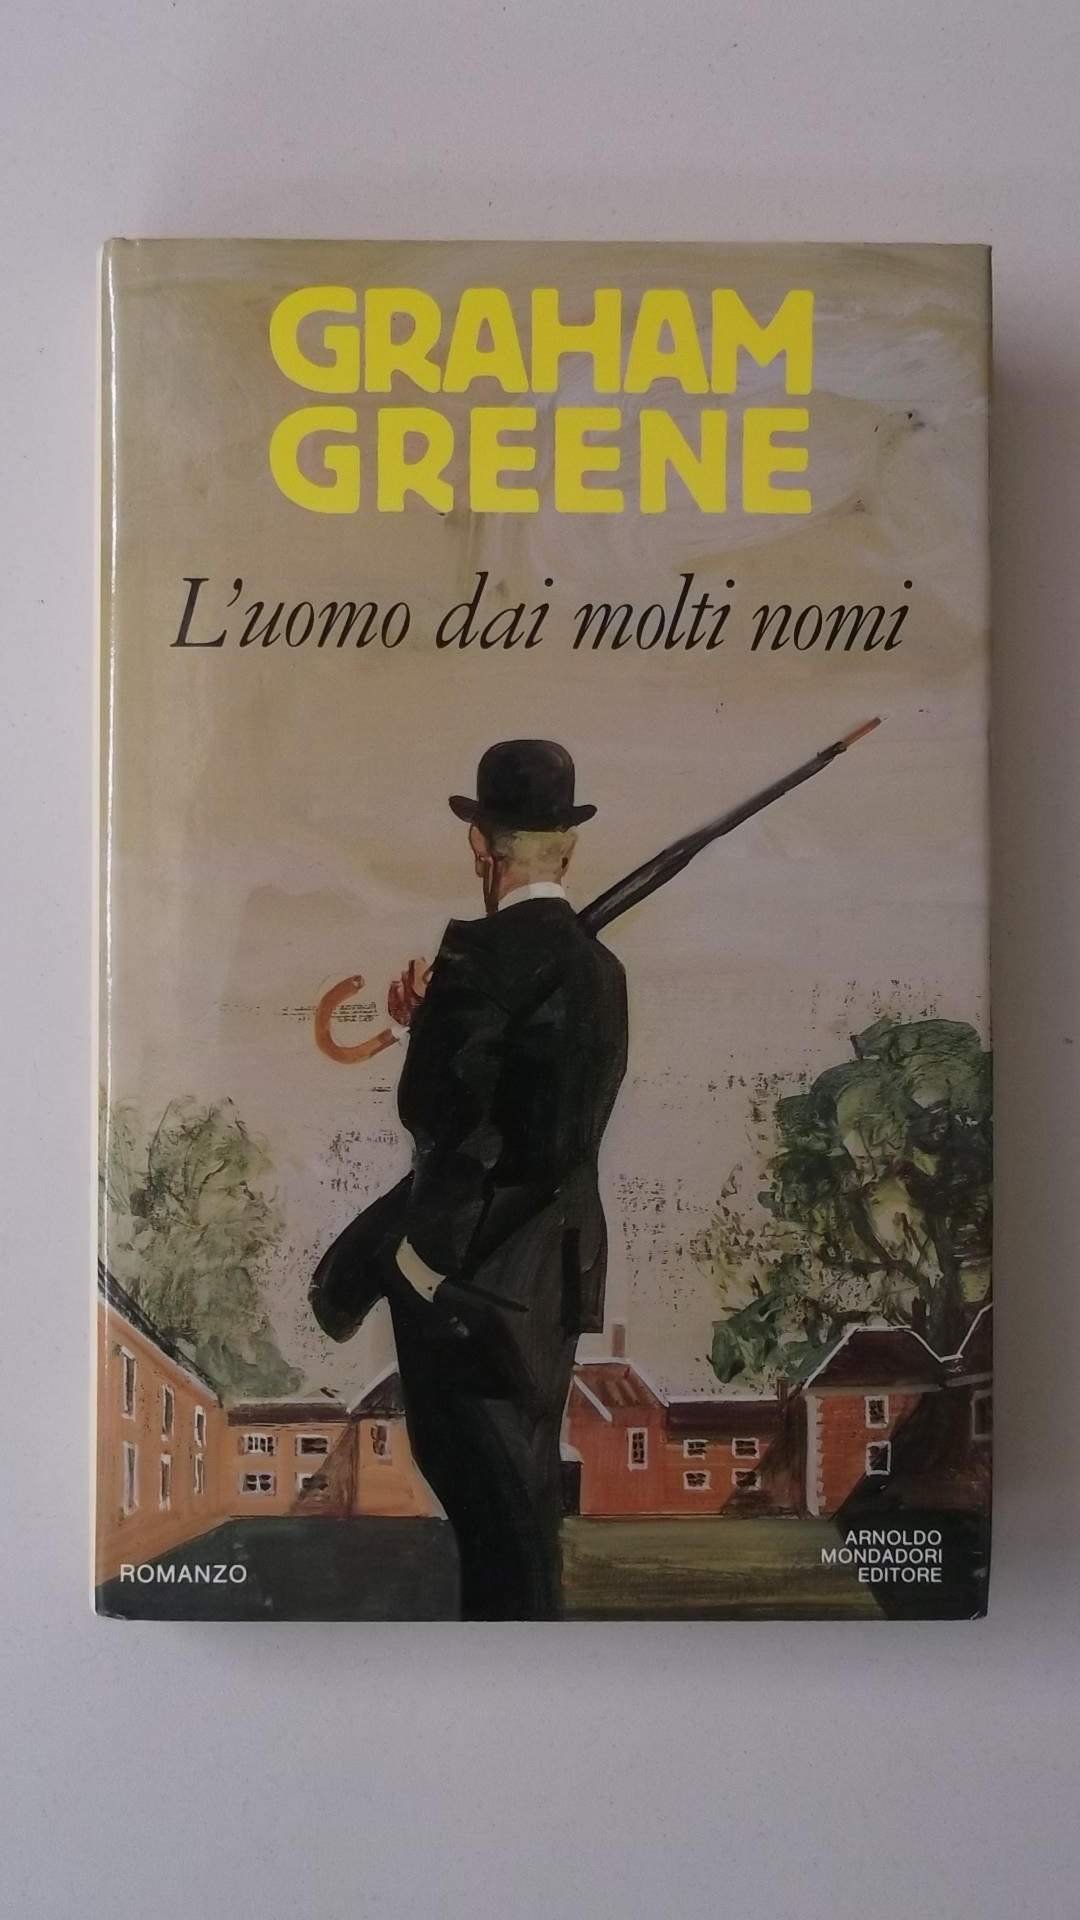 GRAHAM
GREENE
L'uomo dai molti nomi
ROMANZO
ARNOLDO
MONDADORI
EDITORE